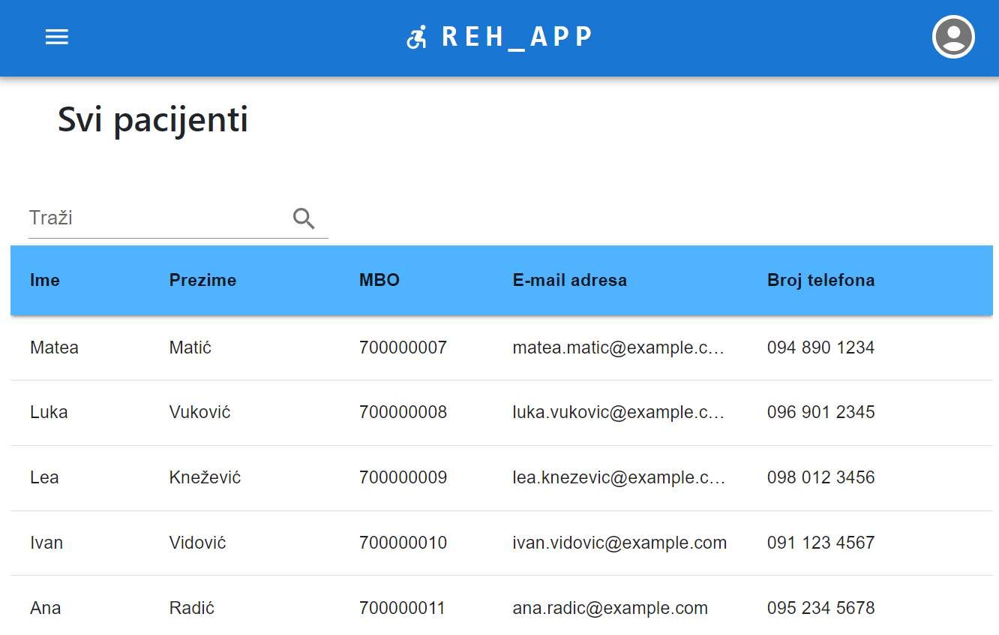 REH_APP
Svi pacijenti
Traži
Ime Prezime MBO E-mail adresa Broj telefona
Matea Matić 700000007 matea.matic@example.c… 094 890 1234
Luka Vuković 700000008 luka.vukovic@example.c… 096 901 2345
Lea Knežević 700000009 lea.knezevic@example.c… 098 012 3456
Ivan Vidović 700000010 ivan.vidovic@example.com 091 123 4567
Ana Radić 700000011 ana.radic@example.com 095 234 5678